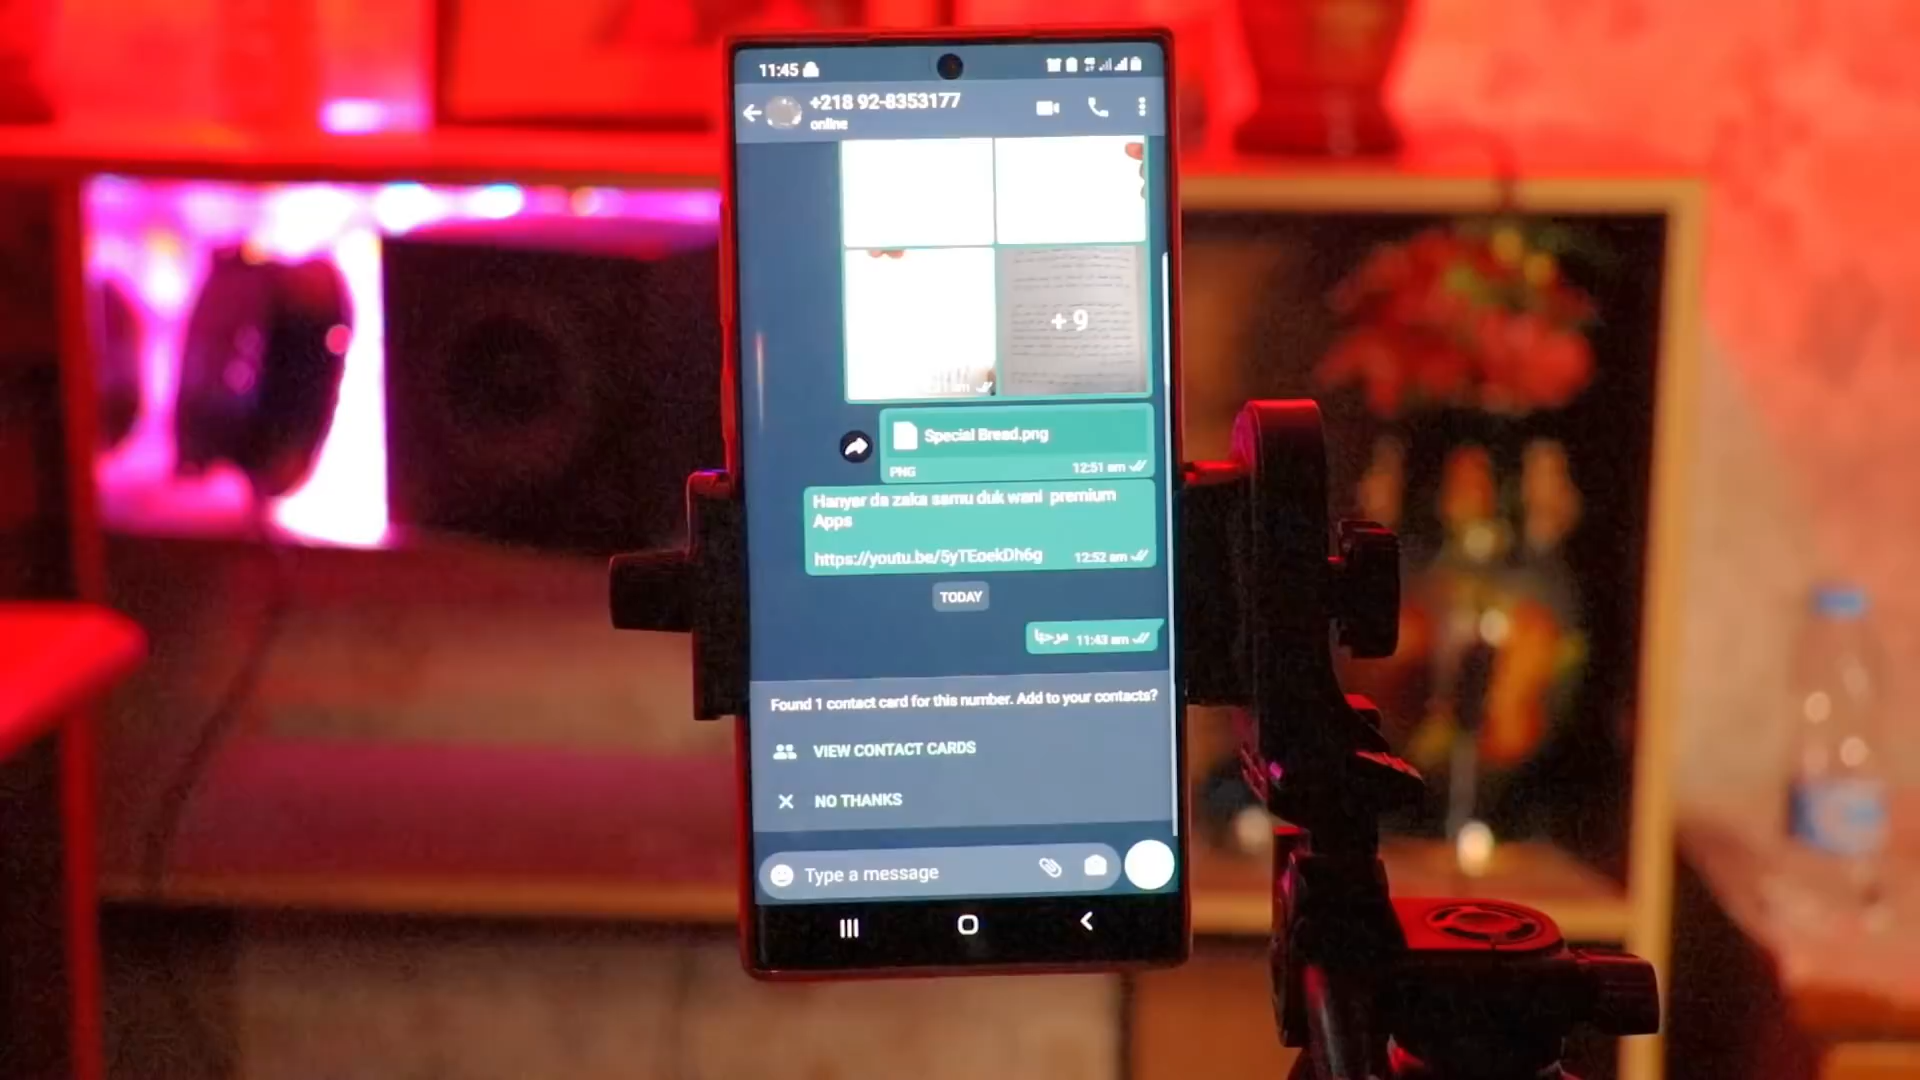 11:45
+218 92-8353177
online
+ 9
Special Bread.png
PNG 12:51 am
Hanyar da zaka samu duk wani premium
Apps
https://youtu.be/5yTEoekDh6g 12:52 am
TODAY
مرحبا 11:43 am
Found 1 contact card for this number. Add to your contacts?
VIEW CONTACT CARDS
NO THANKS
Type a message